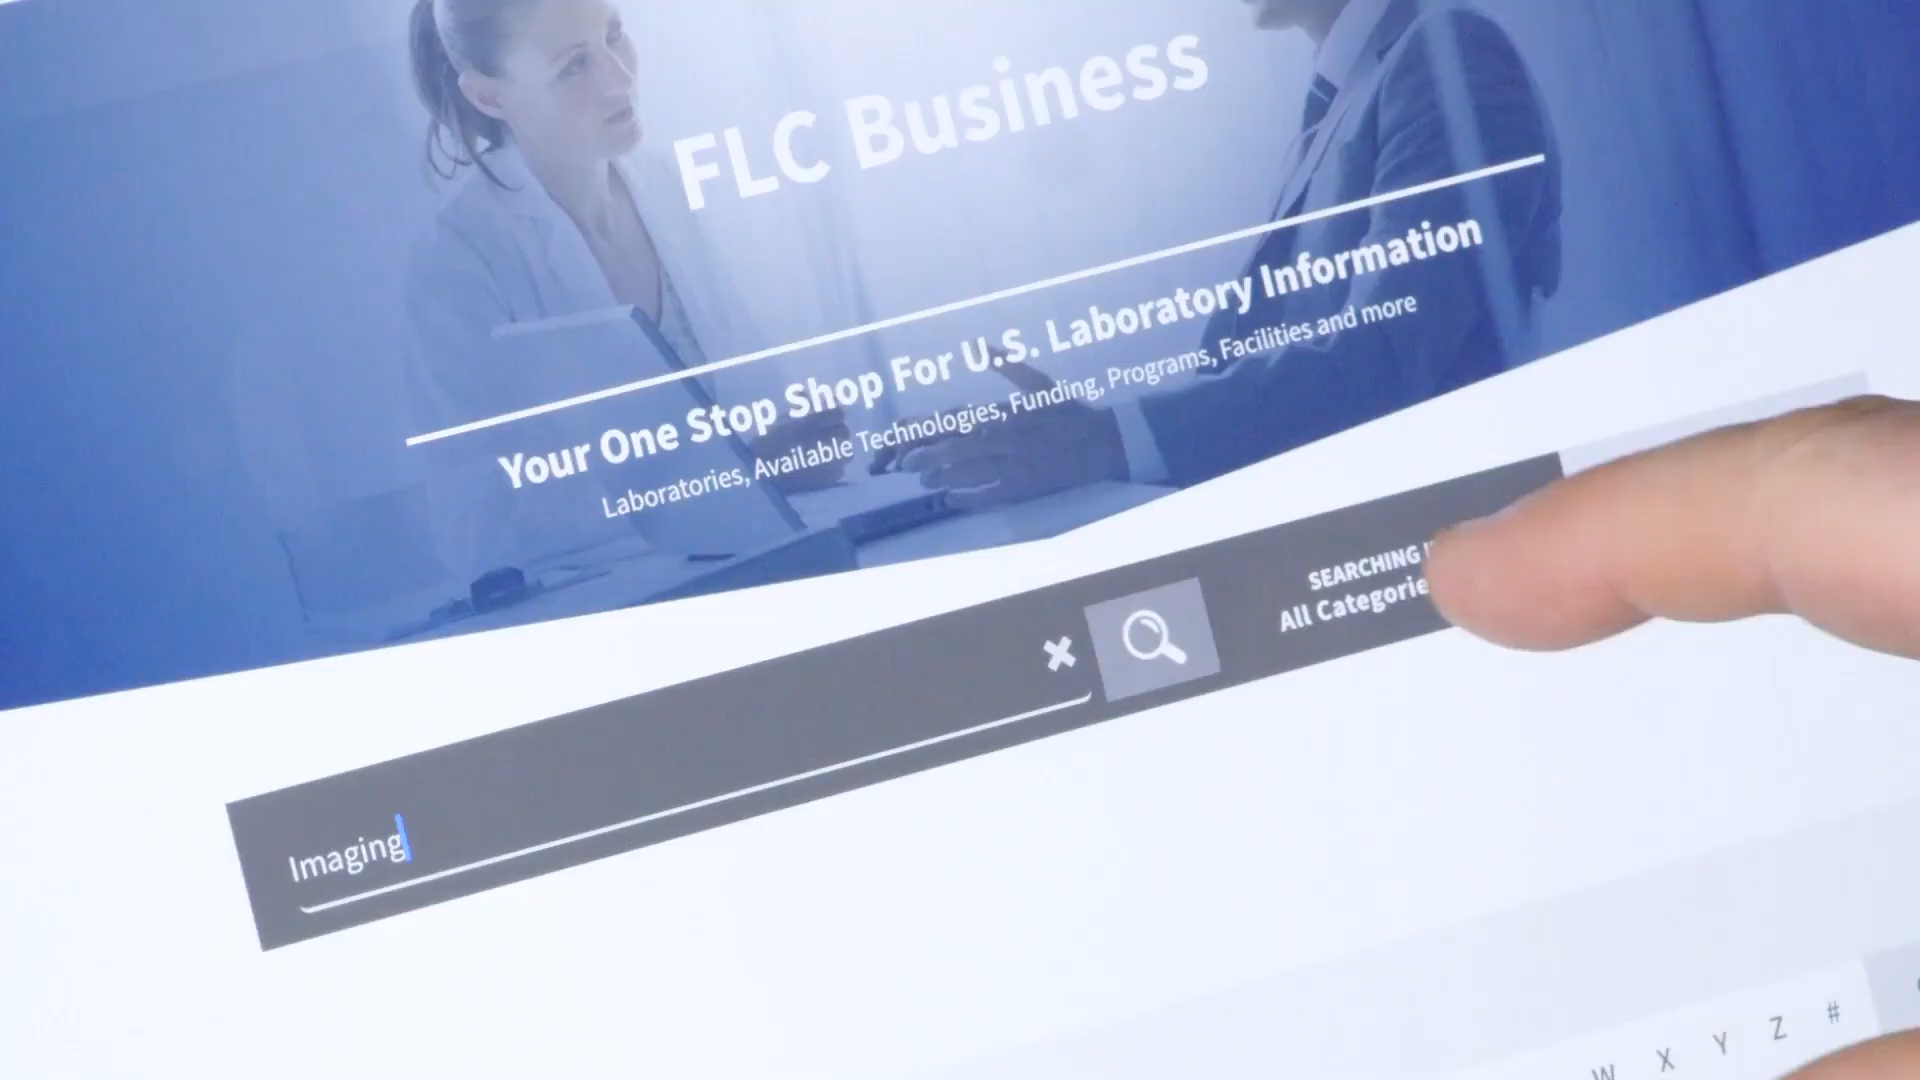 FLC Business
Your One Stop Shop For U.S. Laboratory Information
Laboratories, Available Technologies, Funding, Programs, Facilities and more
SEARCHING
All Categorie
Imaging
W X Y Z #